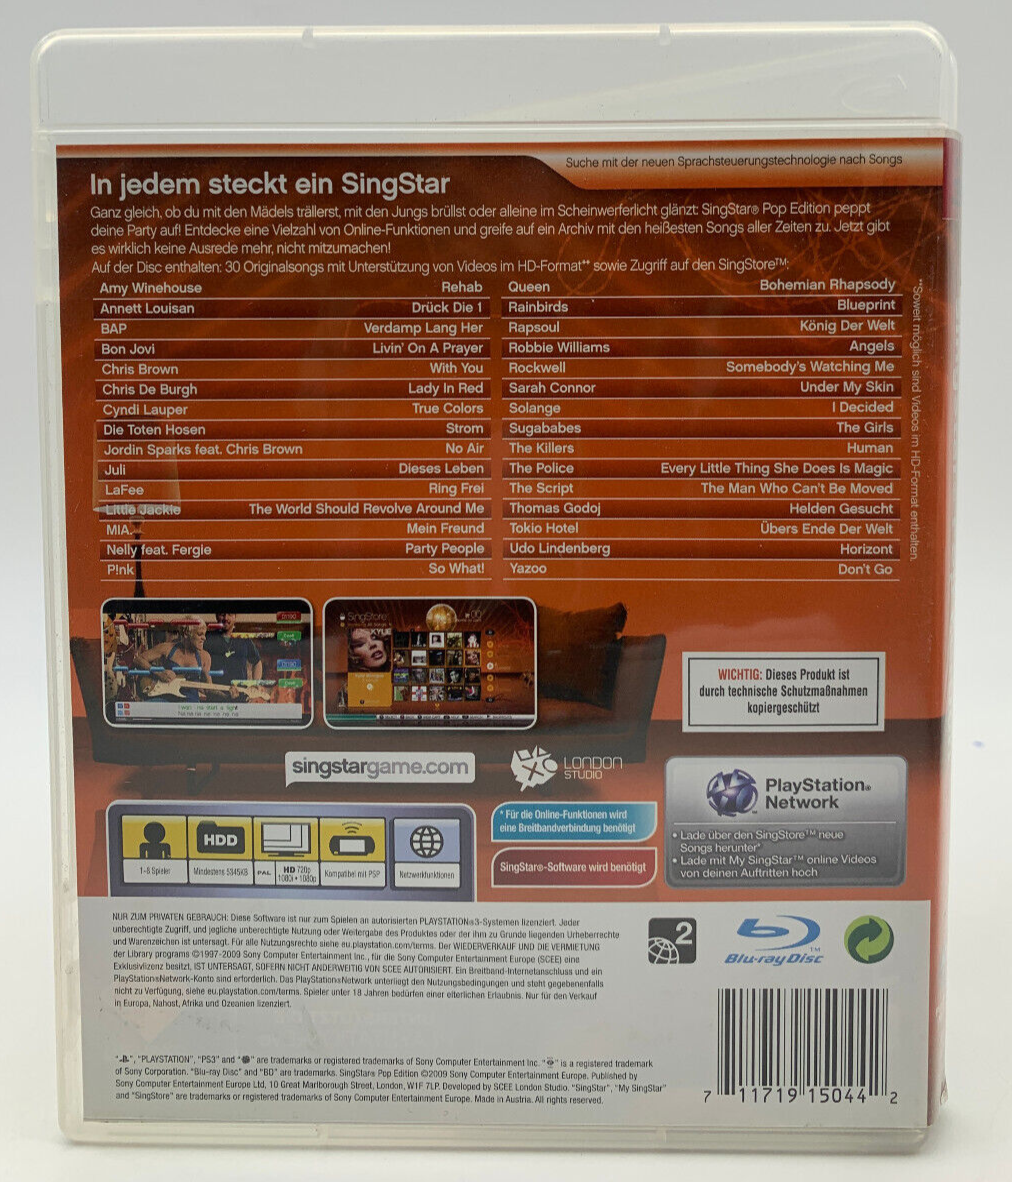 Suche mit der neuen Sprachsteuerungstechnologie nach Songs
In jedem steckt ein SingStar
Ganz gleich, ob du mit den Mädels trällerst, mit den Jungs brüllst oder alleine im Scheinwerferlicht glänzt: SingStar® Pop Edition peppt
deine Party auf! Entdecke eine Vielzahl von Online-Funktionen und greife auf ein Archiv mit den heißesten Songs aller Zeiten zu. Jetzt gibt
es wirklich keine Ausrede mehr, nicht mitzumachen!
Auf der Disc enthalten: 30 Originalsongs mit Unterstützung von Videos im HD-Format** sowie Zugriff auf den SingStore™:
Amy Winehouse Rehab
Annett Louisan Drück Die 1
BAP Verdamp Lang Her
Bon Jovi Livin' On A Prayer
Chris Brown With You
Chris De Burgh Lady In Red
Cyndi Lauper True Colors
Die Toten Hosen Strom
Jordin Sparks feat. Chris Brown No Air
Juli Dieses Leben
LaFee Ring Frei
Little Jackie The World Should Revolve Around Me
MIA. Mein Freund
Nelly feat. Fergie Party People
P!nk So What!
Queen Bohemian Rhapsody
Rainbirds Blueprint
Rapsoul König Der Welt
Robbie Williams Angels
Rockwell Somebody's Watching Me
Sarah Connor Under My Skin
Solange I Decided
Sugababes The Girls
The Killers Human
The Police Every Little Thing She Does Is Magic
The Script The Man Who Can't Be Moved
Thomas Godoj Helden Gesucht
Tokio Hotel Übers Ende Der Welt
Udo Lindenberg Horizont
Yazoo Don't Go
**Soweit möglich sind Videos im HD-Format enthalten.
SingStore
KYLIE
WICHTIG: Dieses Produkt ist
durch technische Schutzmaßnahmen
kopiergeschützt
singstargame.com
LONDON
STUDIO
PlayStation®
Network
• Lade über den SingStore™ neue
Songs herunter*
• Lade mit My SingStar™ online Videos
von deinen Auftritten hoch
* Für die Online-Funktionen wird
eine Breitbandverbindung benötigt
SingStar®-Software wird benötigt
HDD
1-8 Spieler
Mindestens 5345KB
PAL
HD 720p
1080i • 1080p
Kompatibel mit PSP
Netzwerkfunktionen
NUR ZUM PRIVATEN GEBRAUCH: Diese Software ist nur zum Spielen an autorisierten PLAYSTATION®3-Systemen lizenziert. Jeder
unberechtigte Zugriff, und jegliche unberechtigte Nutzung oder Weitergabe des Produktes oder der ihm zu Grunde liegenden Urheberrechte
und Warenzeichen ist untersagt. Für alle Nutzungsrechte siehe eu.playstation.com/terms. Der WIEDERVERKAUF UND DIE VERMIETUNG
der Library programs ©1997-2009 Sony Computer Entertainment Inc., für die Sony Computer Entertainment Europe (SCEE) eine
Exklusivlizenz besitzt, IST UNTERSAGT, SOFERN NICHT ANDERWEITIG VON SCEE AUTORISIERT. Ein Breitband-Internetanschluss und ein
PlayStation®Network-Konto sind erforderlich. Das PlayStation®Network unterliegt den Nutzungsbedingungen und steht gegebenenfalls
nicht zu Verfügung, siehe eu.playstation.com/terms. Spieler unter 18 Jahren bedürfen einer elterlichen Erlaubnis. Nur für den Verkauf
in Europa, Nahost, Afrika und Ozeanien lizenziert.
2
Blu-ray Disc™
"", "PLAYSTATION", "PS3" and "" are trademarks or registered trademarks of Sony Computer Entertainment Inc. "" is a registered trademark
of Sony Corporation. "Blu-ray Disc" and "BD" are trademarks. SingStar® Pop Edition ©2009 Sony Computer Entertainment Europe. Published by
Sony Computer Entertainment Europe Ltd, 10 Great Marlborough Street, London, W1F 7LP. Developed by SCEE London Studio. "SingStar", "My SingStar"
and "SingStore" are trademarks or registered trademarks of Sony Computer Entertainment Europe. Made in Austria. All rights reserved.
7 11719 15044 2